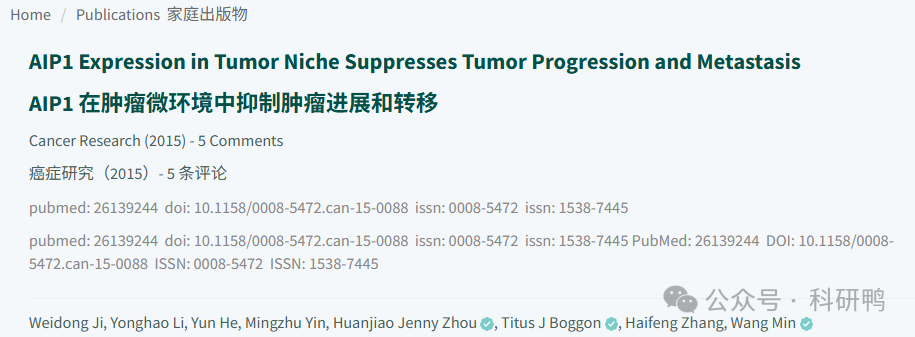 Home / Publications 家庭出版物
AIP1 Expression in Tumor Niche Suppresses Tumor Progression and Metastasis
AIP1 在肿瘤微环境中抑制肿瘤进展和转移
Cancer Research (2015) - 5 Comments
癌症研究（2015）- 5 条评论
pubmed: 26139244 doi: 10.1158/0008-5472.can-15-0088 issn: 0008-5472 issn: 1538-7445
pubmed: 26139244 doi: 10.1158/0008-5472.can-15-0088 issn: 0008-5472 issn: 1538-7445 PubMed: 26139244 DOI: 10.1158/0008-
5472.can-15-0088 ISSN: 0008-5472 ISSN: 1538-7445
公众号 · 科研鸭
Weidong Ji, Yonghao Li, Yun He, Mingzhu Yin, Huanjiao Jenny Zhou, Titus J Boggon, Haifeng Zhang, Wang Min